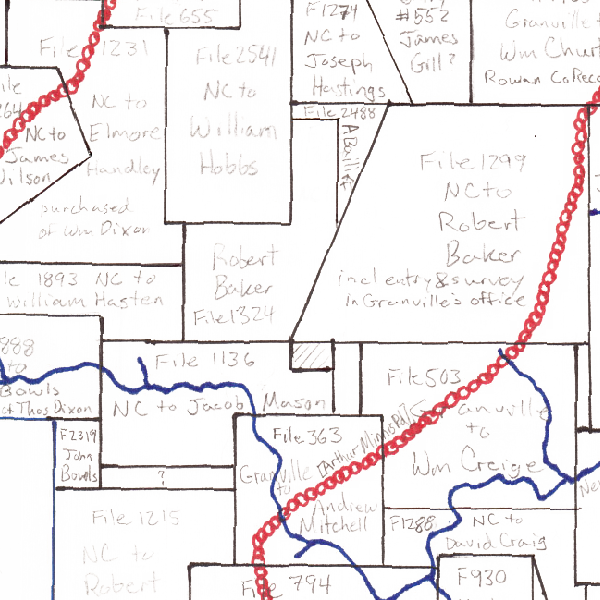 File 655
File 1231
NC to
Elmore
Handley
purchased
of Wm Dixon
File 2541
NC to
William
Hobbs
F1274
NC to
Joseph
Hastings
#552
James
Gill?
Granville
Wm Church
Rowan Co Reco
File 2488
NC to
James
Wilson
File 1299
NC to
Robert
Baker
incl entry & survey
in Granville's office
Robert
Baker
File 1324
1893 NC to
William Hasten
888
to
Bowls
Thos Dixon
File 1136
NC to Jacob Mason
File 503
Granville
to
Wm Creige
F2319
John
Bowls
?
File 363
Granville
to
Andrew
Mitchell
File 1215
NC to
Robert
F1288 NC to
David Craig
File 794
F930